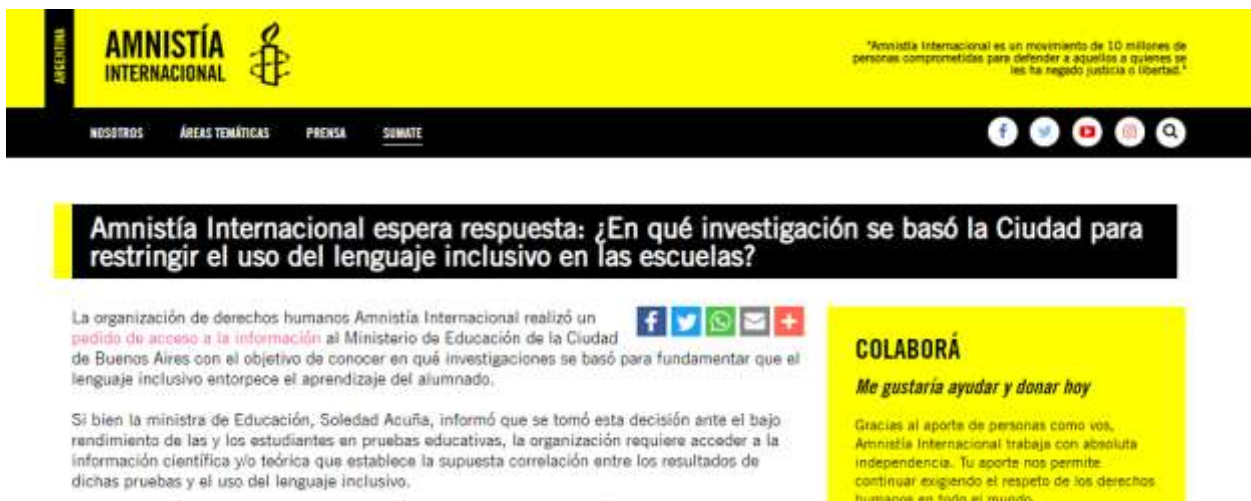 ARGENTINA
AMNISTÍA
INTERNACIONAL
"Amnistía Internacional es un movimiento de 10 millones de
personas comprometidas para defender a aquellos a quienes se
les ha negado justicia o libertad."
NOSOTROS ÁREAS TEMÁTICAS PRENSA SUMATE
Amnistía Internacional espera respuesta: ¿En qué investigación se basó la Ciudad para
restringir el uso del lenguaje inclusivo en las escuelas?
La organización de derechos humanos Amnistía Internacional realizó un
pedido de acceso a la información al Ministerio de Educación de la Ciudad
de Buenos Aires con el objetivo de conocer en qué investigaciones se basó para fundamentar que el
lenguaje inclusivo entorpece el aprendizaje del alumnado.
Si bien la ministra de Educación, Soledad Acuña, informó que se tomó esta decisión ante el bajo
rendimiento de las y los estudiantes en pruebas educativas, la organización requiere acceder a la
información científica y/o teórica que establece la supuesta correlación entre los resultados de
dichas pruebas y el uso del lenguaje inclusivo.
COLABORÁ
Me gustaría ayudar y donar hoy
Gracias al aporte de personas como vos,
Amnistía Internacional trabaja con absoluta
independencia. Tu aporte nos permite
continuar exigiendo el respeto de los derechos
humanos en todo el mundo.